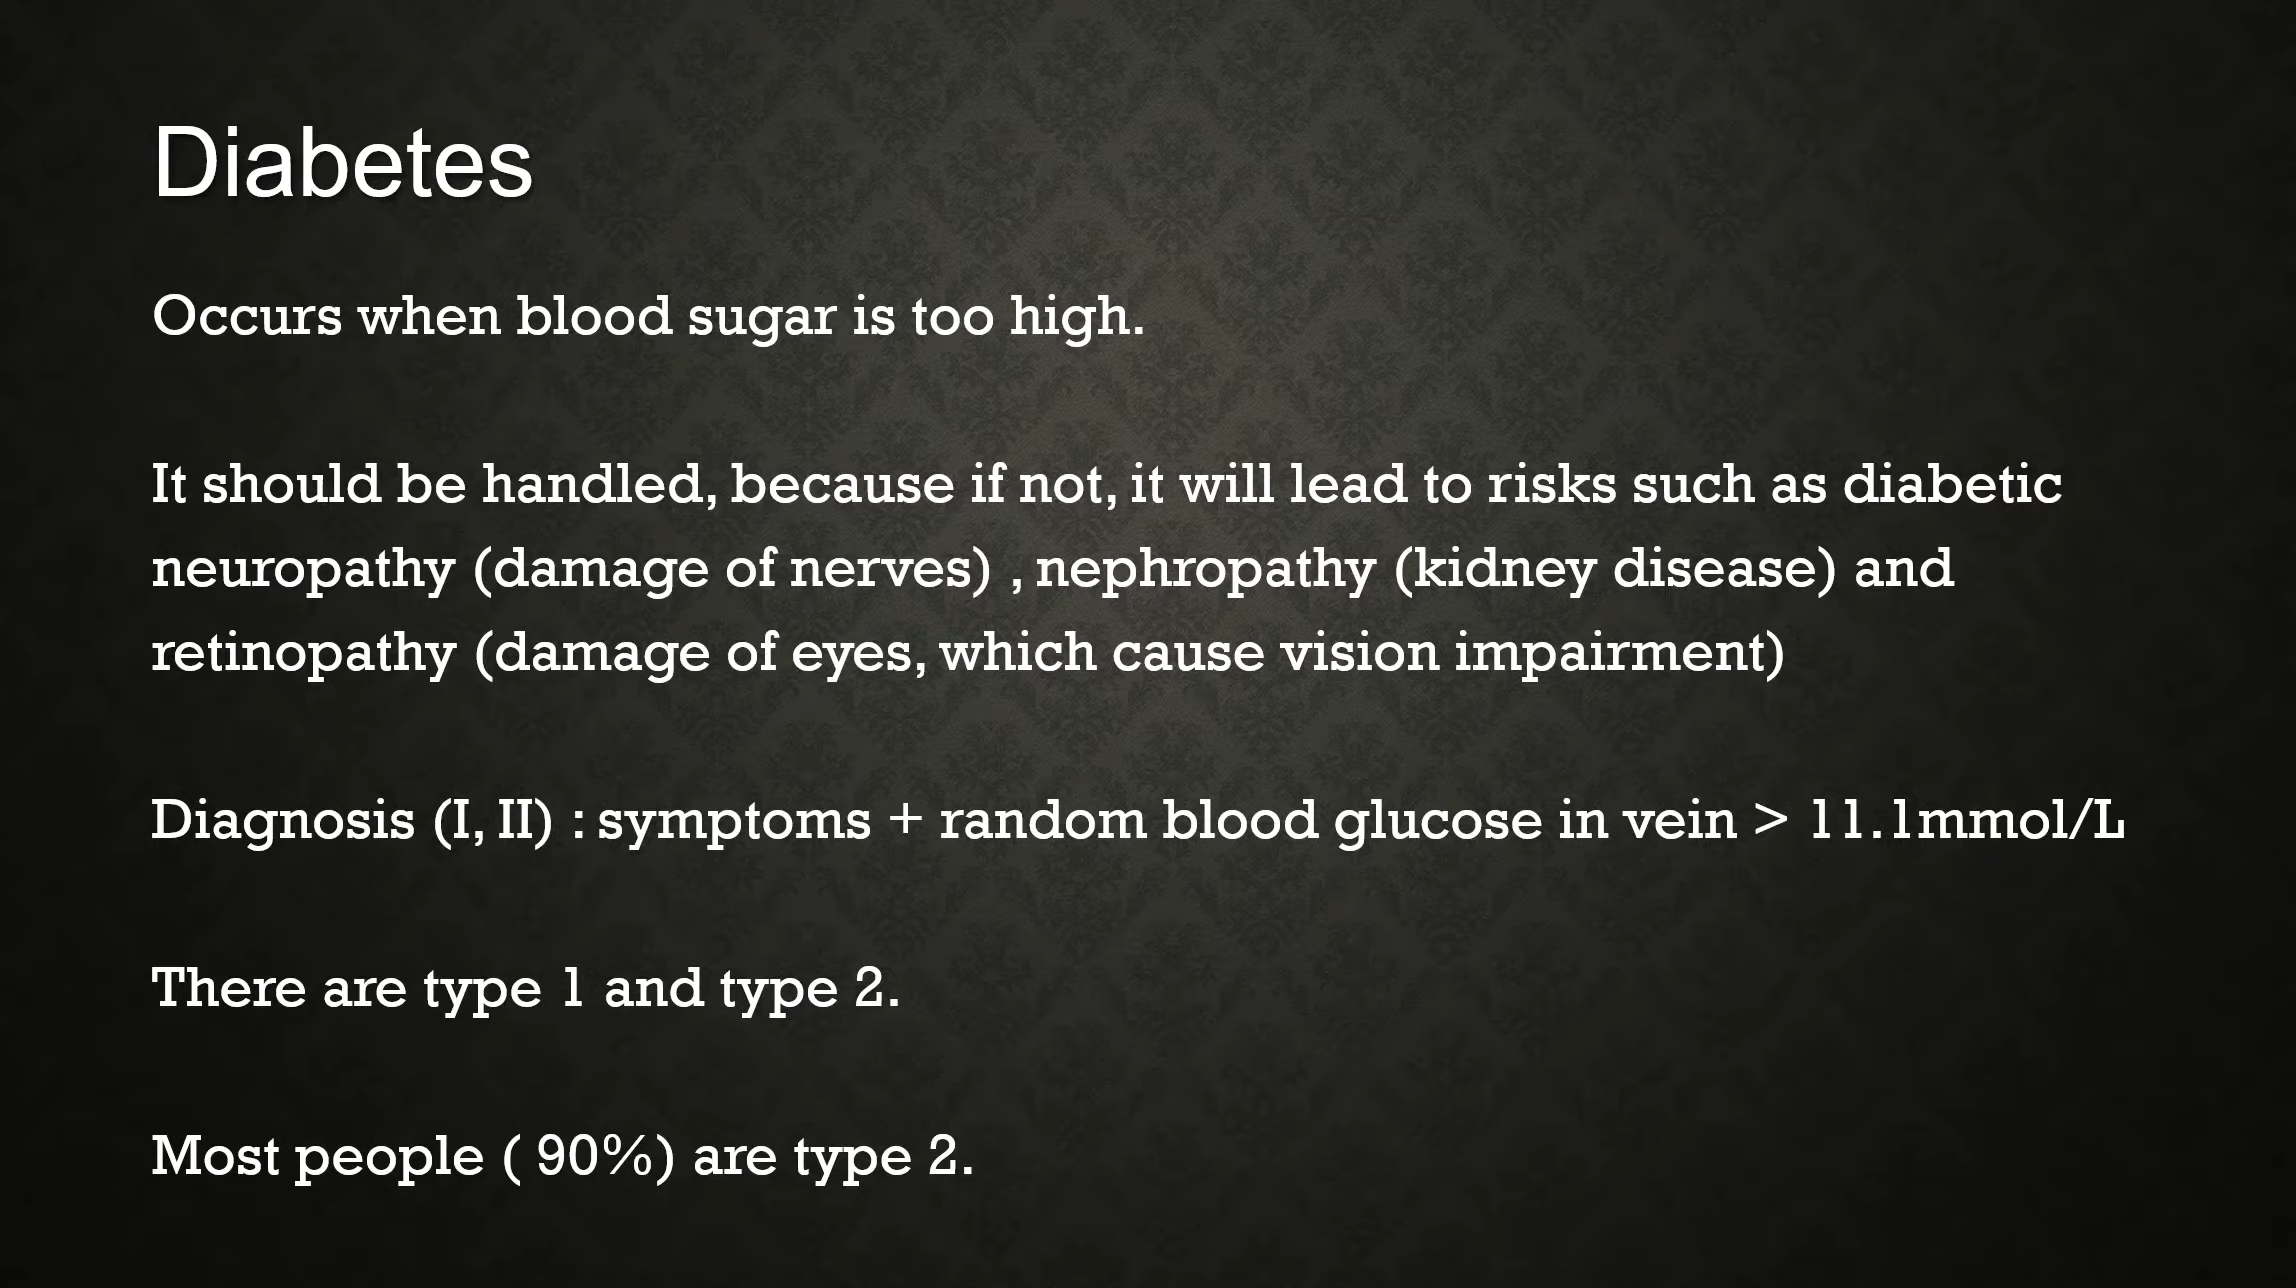 Diabetes
Occurs when blood sugar is too high.
It should be handled, because if not, it will lead to risks such as diabetic
neuropathy (damage of nerves) , nephropathy (kidney disease) and
retinopathy (damage of eyes, which cause vision impairment)
Diagnosis (I, II) : symptoms + random blood glucose in vein > 11.1mmol/L
There are type 1 and type 2.
Most people ( 90%) are type 2.